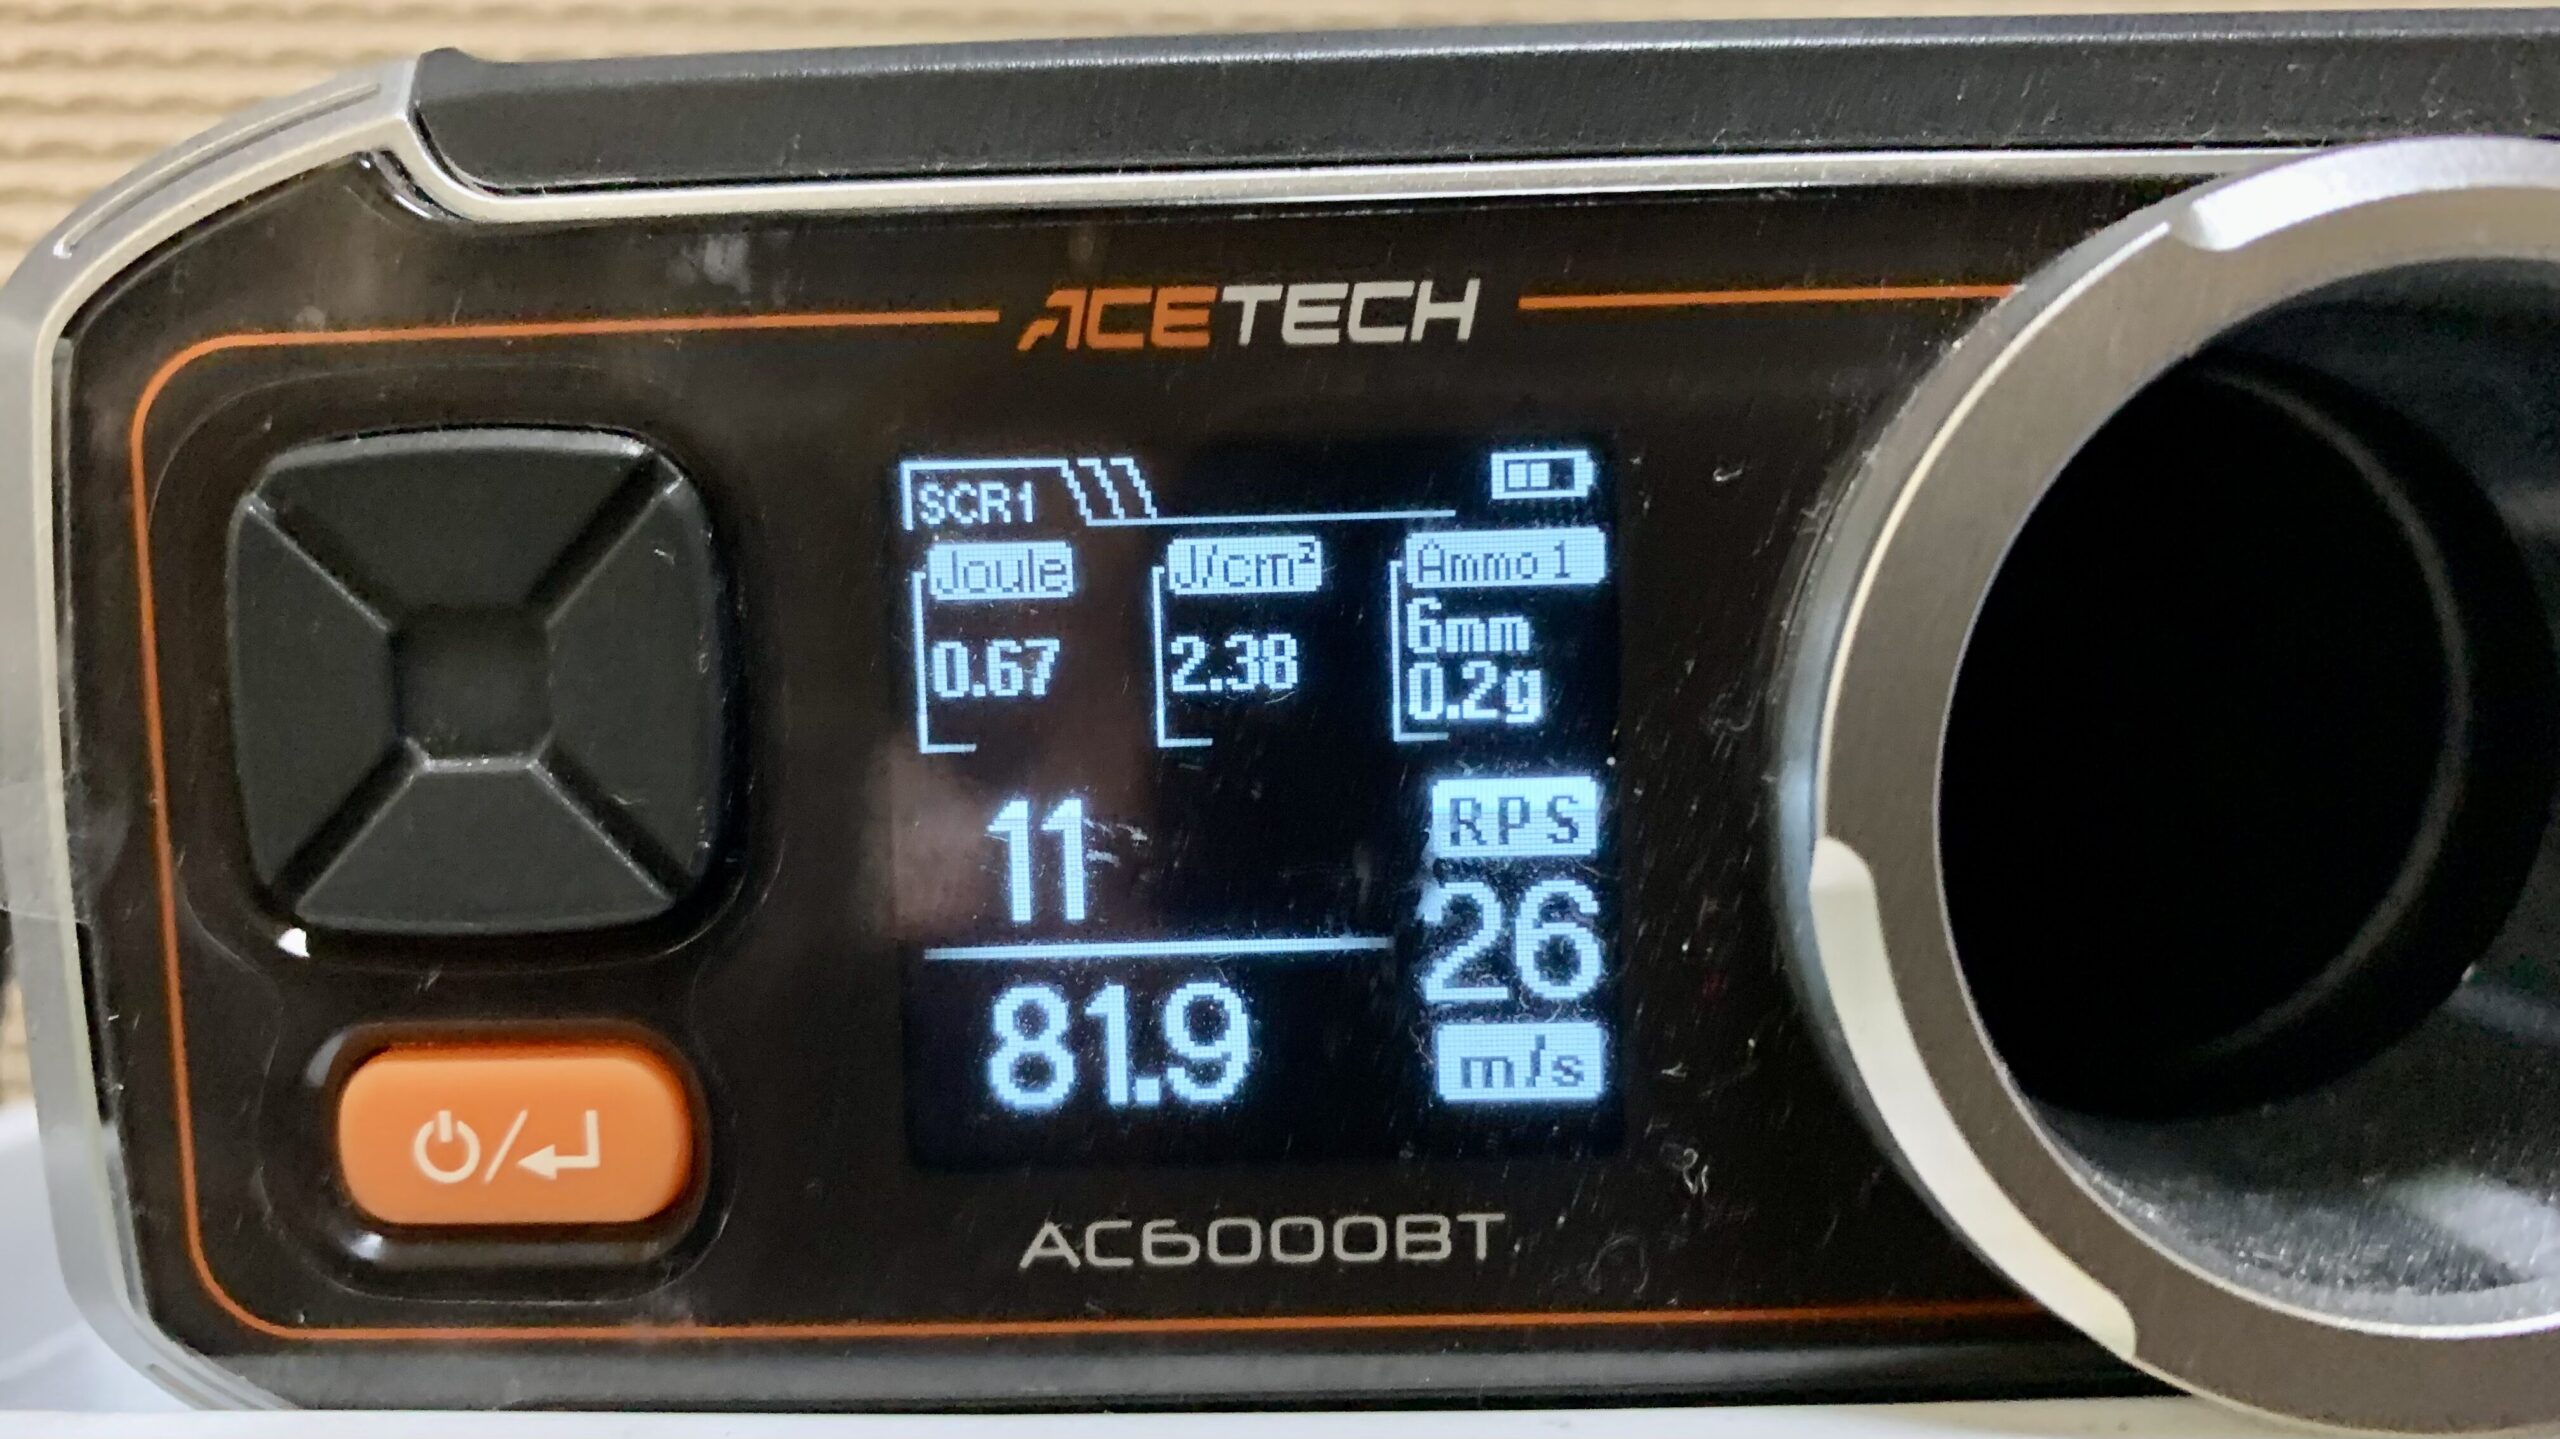 ACETECH
SCR1
Joule J/cm² Ammo 1
0.67 2.38 6mm
0.2g
11 RPS
26
81.9 m/s
AC6000BT